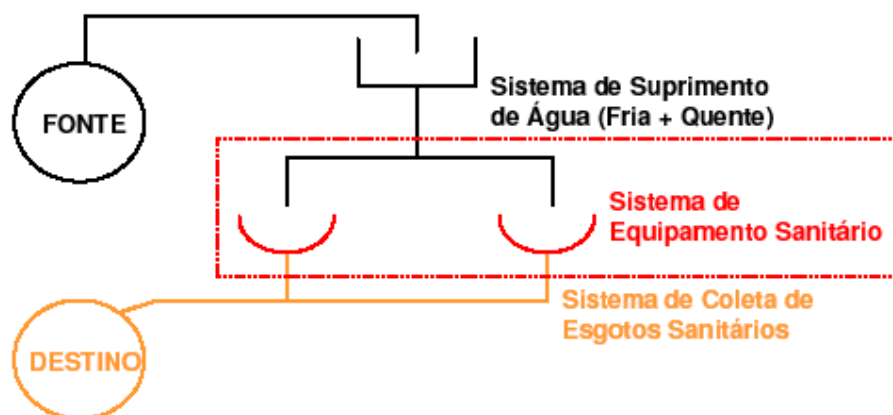 FONTE
Sistema de Suprimento
de Água (Fria + Quente)
Sistema de
Equipamento Sanitário
Sistema de Coleta de
Esgotos Sanitários
DESTINO